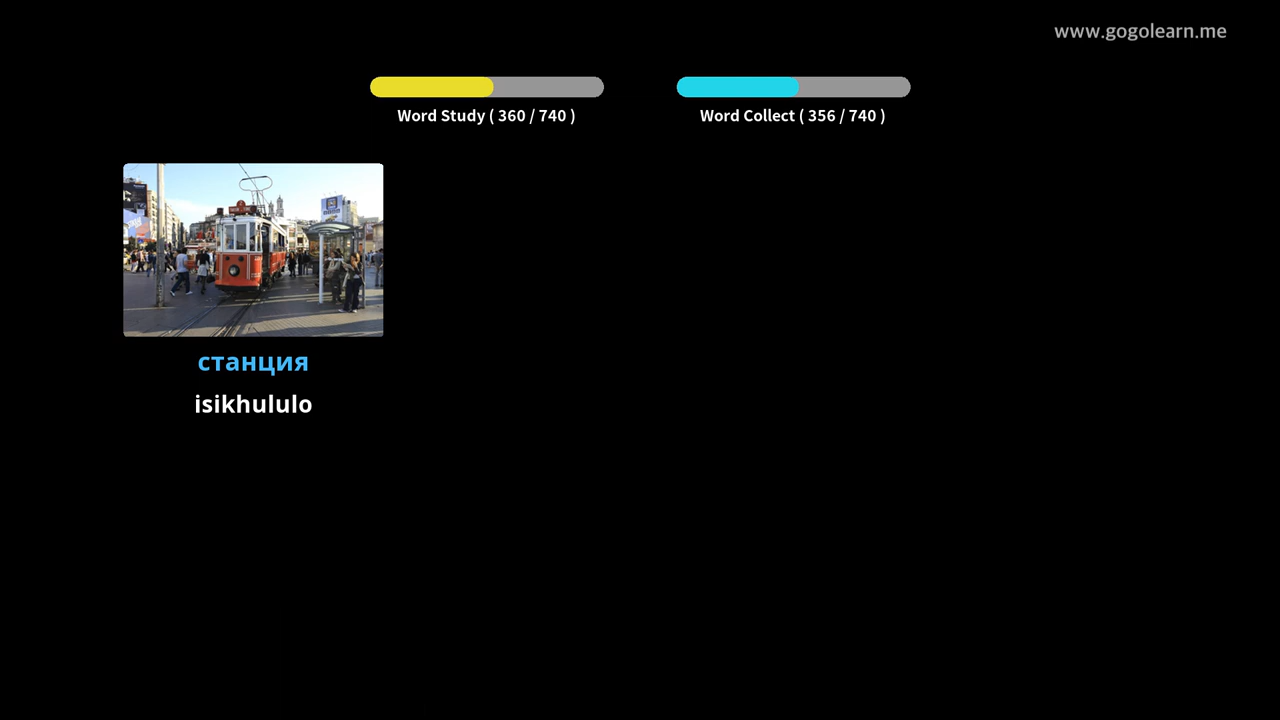 www.gogolearn.me
Word Study ( 360 / 740 )
Word Collect ( 356 / 740 )
станция
isikhululo